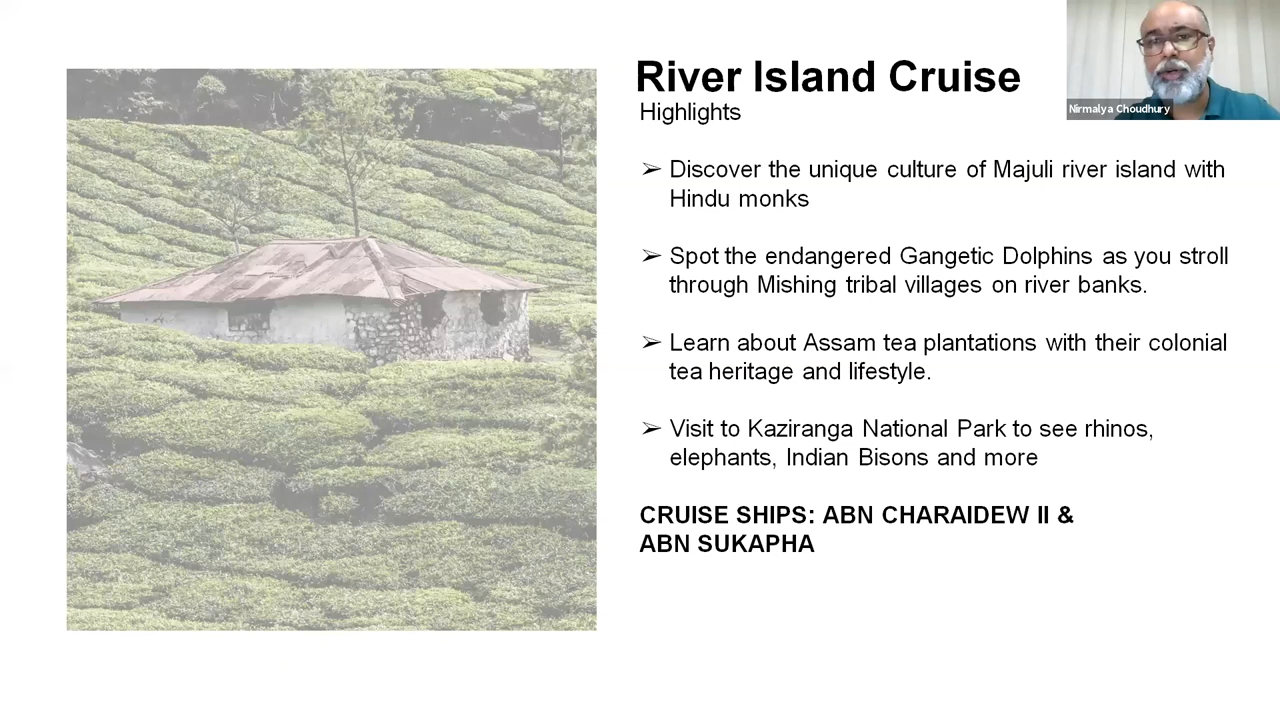 River Island Cruise
Highlights
➢ Discover the unique culture of Majuli river island with
Hindu monks
➢ Spot the endangered Gangetic Dolphins as you stroll
through Mishing tribal villages on river banks.
➢ Learn about Assam tea plantations with their colonial
tea heritage and lifestyle.
➢ Visit to Kaziranga National Park to see rhinos,
elephants, Indian Bisons and more
CRUISE SHIPS: ABN CHARAIDEW II &
ABN SUKAPHA
Nirmalya Choudhury